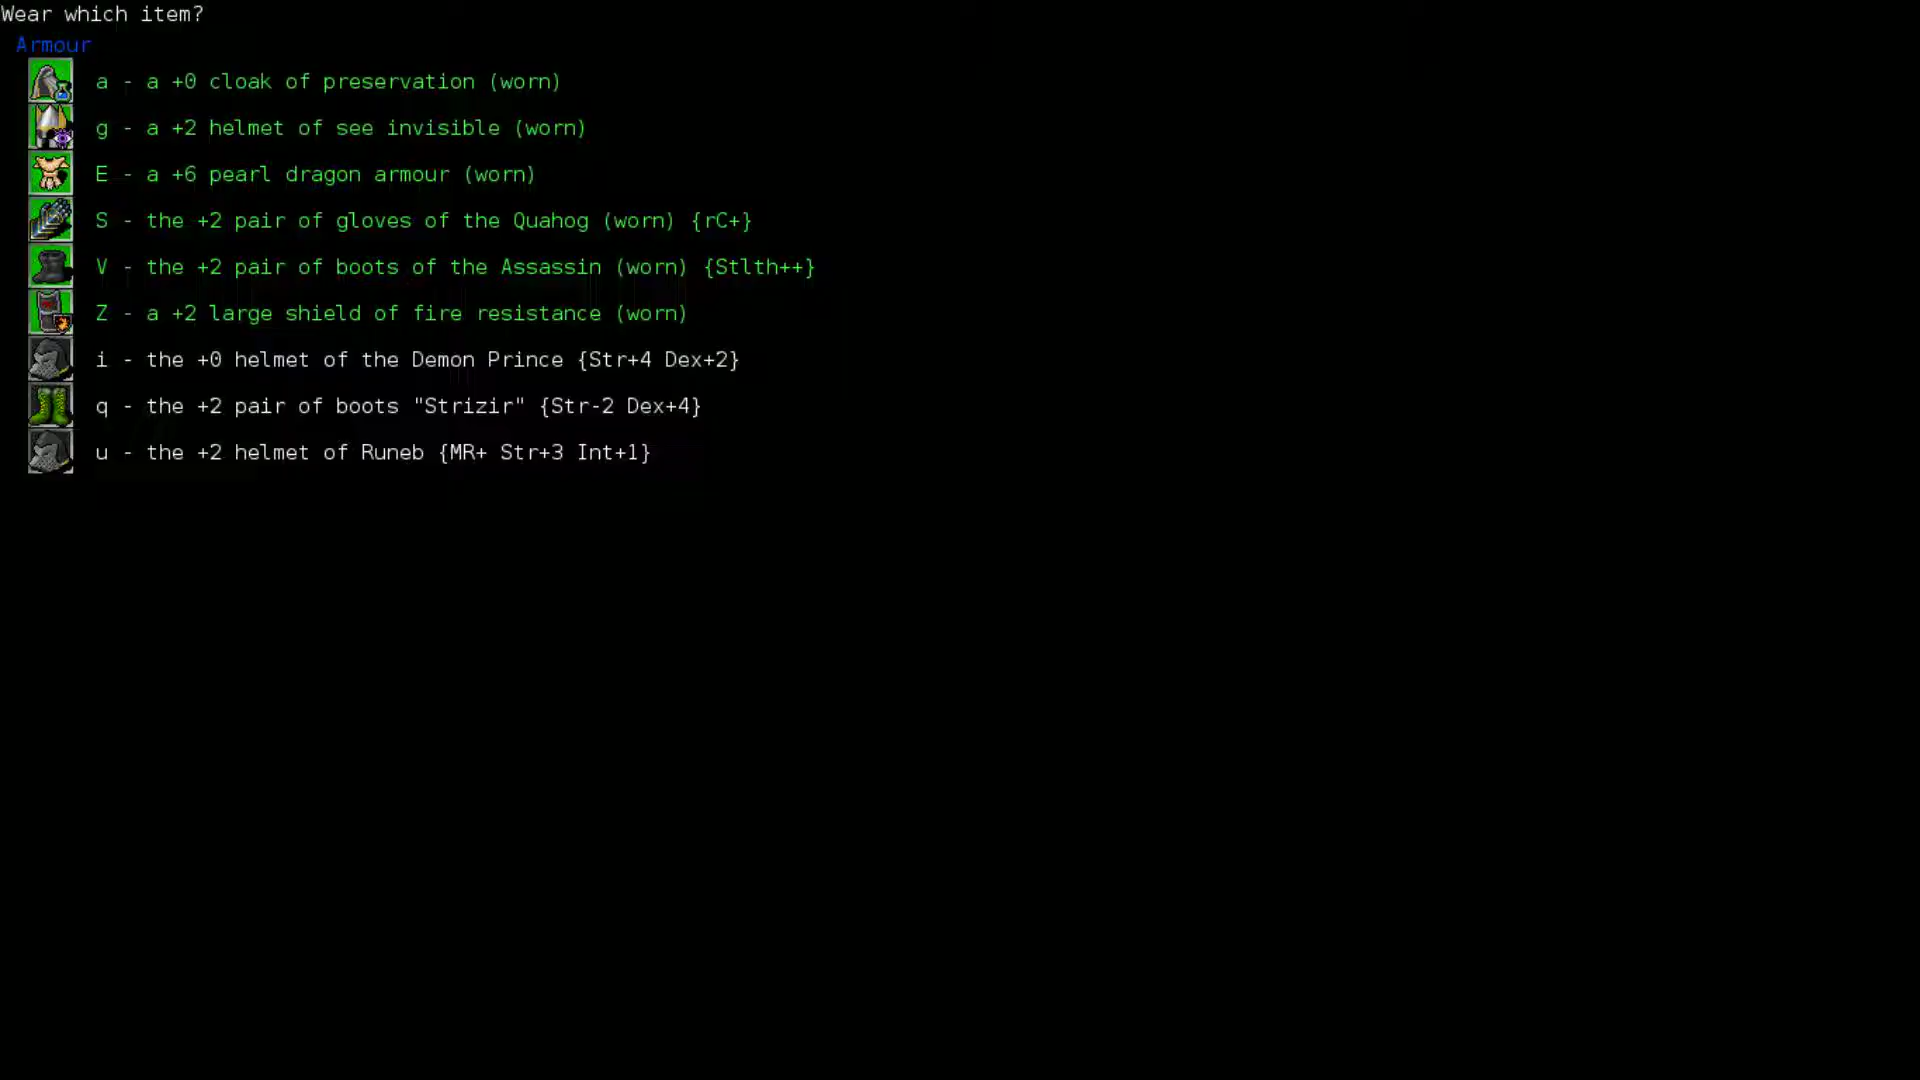 Wear which item?
Armour
a - a +0 cloak of preservation (worn)
g - a +2 helmet of see invisible (worn)
E - a +6 pearl dragon armour (worn)
S - the +2 pair of gloves of the Quahog (worn) {rC+}
V - the +2 pair of boots of the Assassin (worn) {Stlth++}
Z - a +2 large shield of fire resistance (worn)
i - the +0 helmet of the Demon Prince {Str+4 Dex+2}
q - the +2 pair of boots "Strizir" {Str-2 Dex+4}
u - the +2 helmet of Runeb {MR+ Str+3 Int+1}